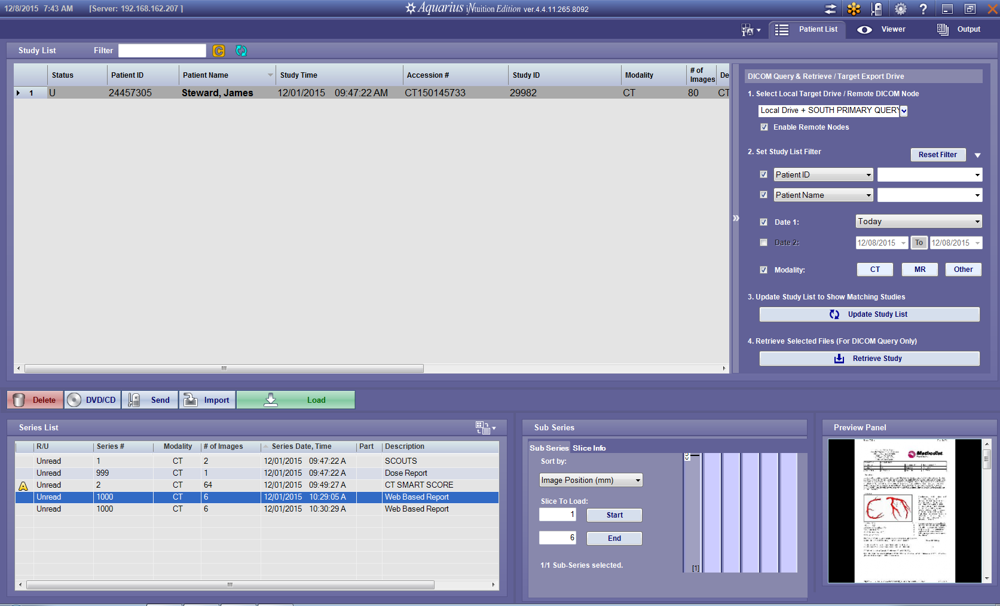 12/8/2015 7:43 AM [Server: 192.168.162.207 ] Aquarius iNtuition Edition ver.4.4.11.265.8092
Patient List Viewer Output
Study List Filter C
Status Patient ID Patient Name Study Time Accession # Study ID Modality # of Images De
1 U 24457305 Steward, James 12/01/2015 09:47:22 AM CT150145733 29982 CT 80 CT
DICOM Query & Retrieve / Target Export Drive
1. Select Local Target Drive / Remote DICOM Node
Local Drive + SOUTH PRIMARY QUERY
Enable Remote Nodes
2. Set Study List Filter Reset Filter
Patient ID
Patient Name
Date 1: Today
Date 2: 12/08/2015 To 12/08/2015
Modality: CT MR Other
3. Update Study List to Show Matching Studies
Update Study List
4. Retrieve Selected Files (For DICOM Query Only)
Retrieve Study
Delete DVD/CD Send Import Load
Series List
R/U Series # Modality # of Images Series Date, Time Part Description
Unread 1 CT 2 12/01/2015 09:47:22 A SCOUTS
Unread 999 CT 1 12/01/2015 09:47:22 A Dose Report
A Unread 2 CT 64 12/01/2015 09:49:27 A CT SMART SCORE
Unread 1000 CT 6 12/01/2015 10:29:05 A Web Based Report
Unread 1000 CT 6 12/01/2015 10:30:29 A Web Based Report
Sub Series
Sub Series Slice Info
Sort by:
Image Position (mm)
Slice To Load:
1 Start
6 End
1/1 Sub-Series selected.
[1]
Preview Panel
Methodist